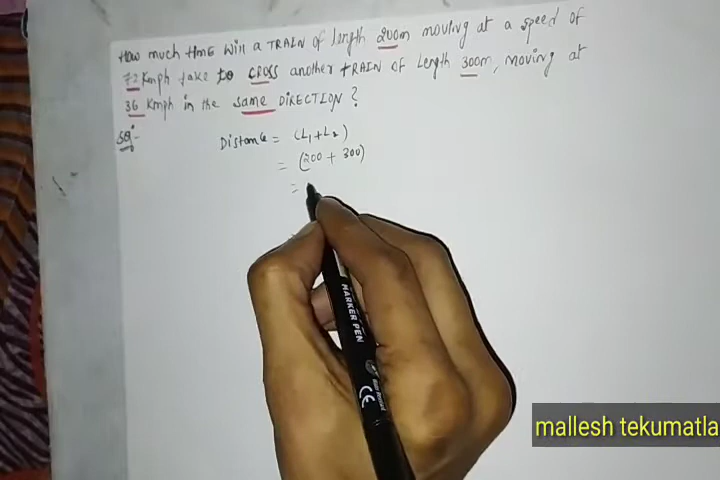 How much time will a TRAIN of length 200m moving at a speed of
72 Kmph take to CROSS another TRAIN OF Length 300m, moving at
36 Kmph in the same DIRECTION?
Sol:-
Distance = (L₁+L₂)
= (200 + 300)
=
MARKER PEN
CE
mallesh tekumatla